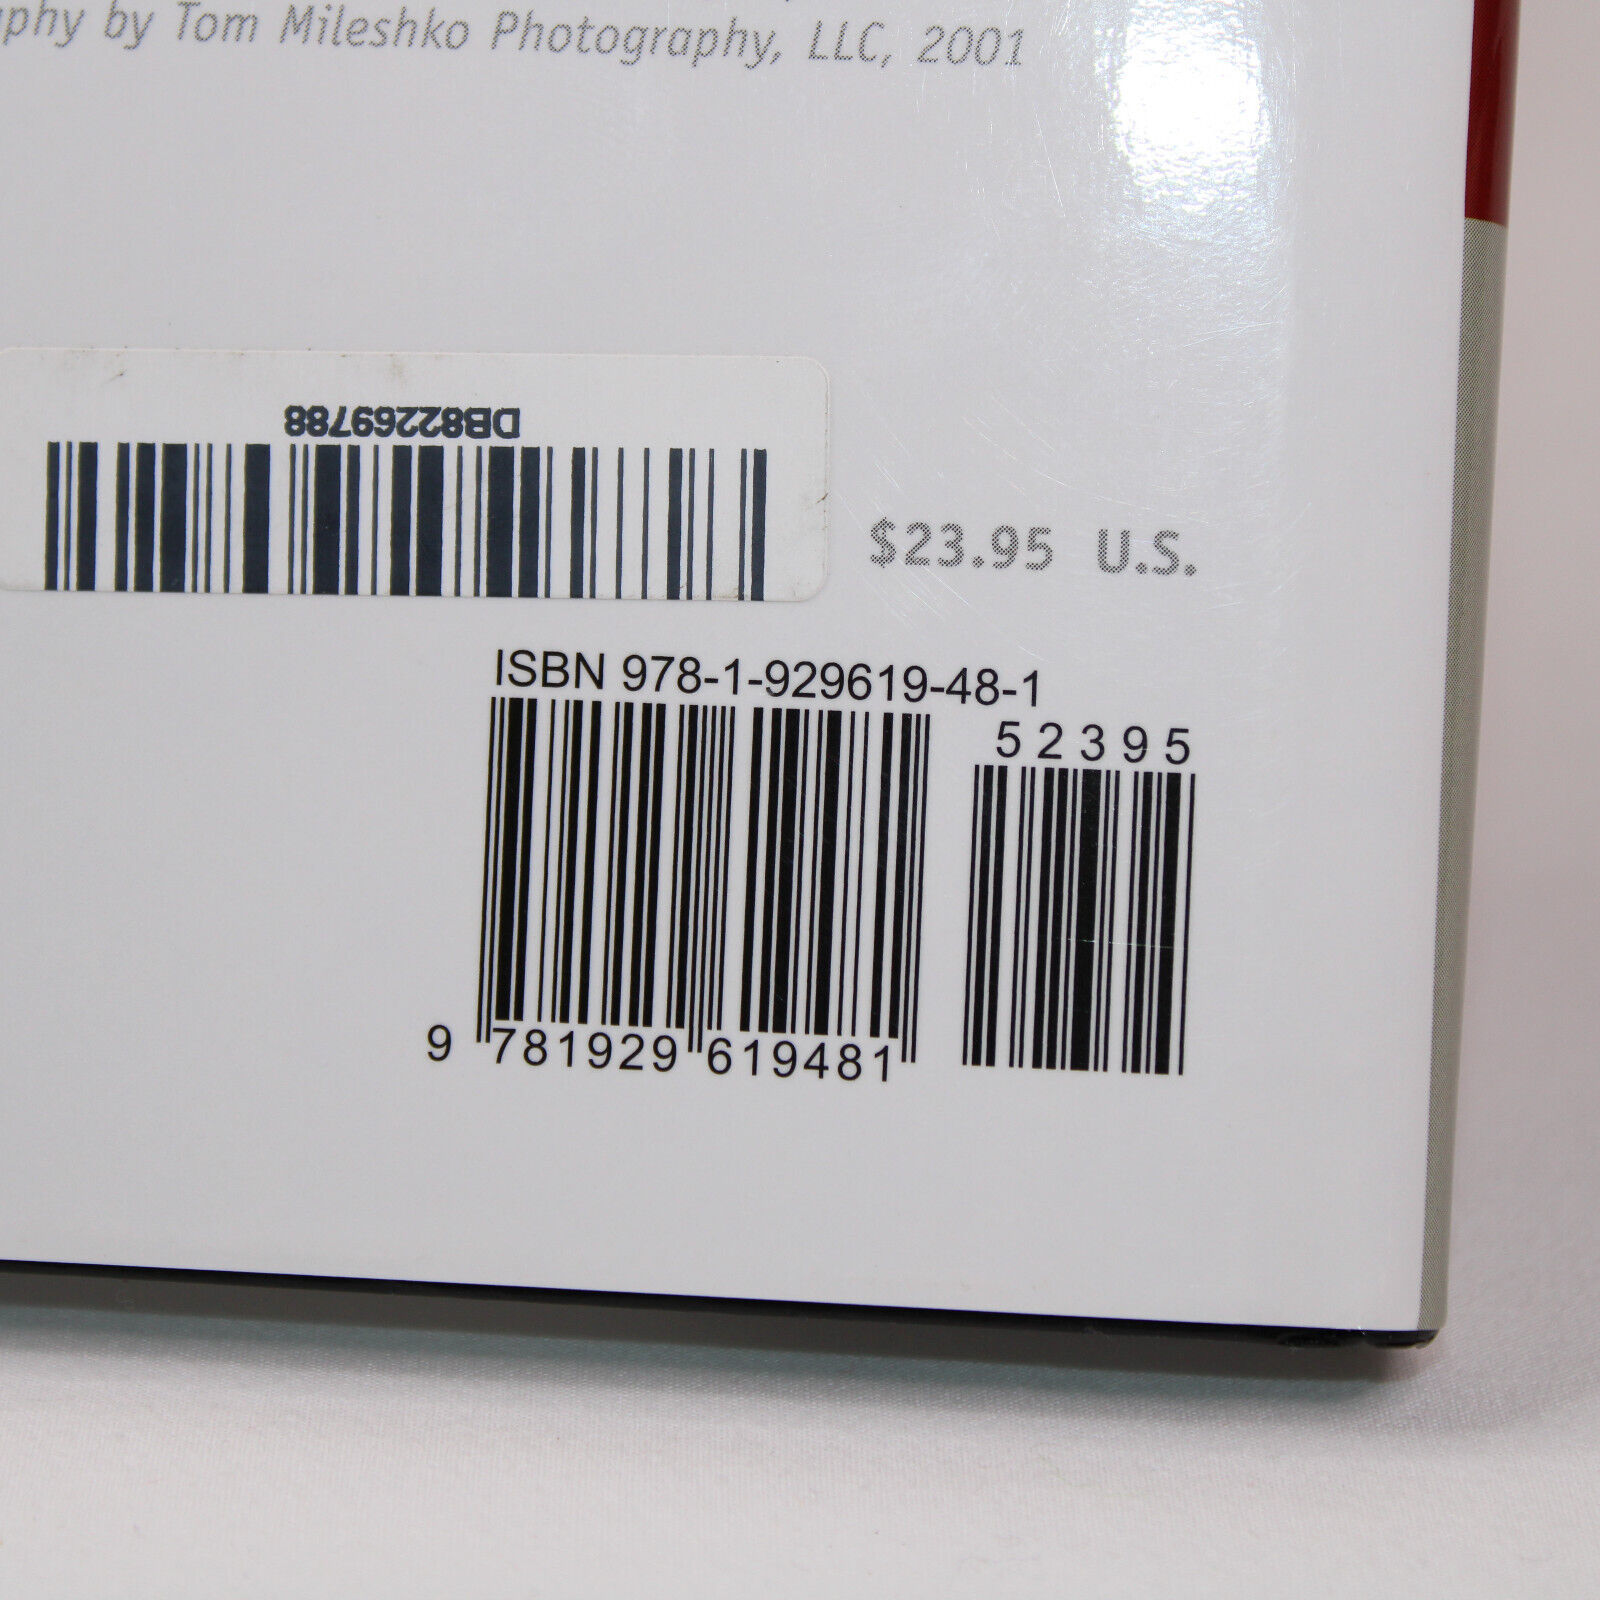 phy by Tom Mileshko Photography, LLC, 2001
DB82269788
$23.95 U.S.
ISBN 978-1-929619-48-1
52395
9 781929 619481